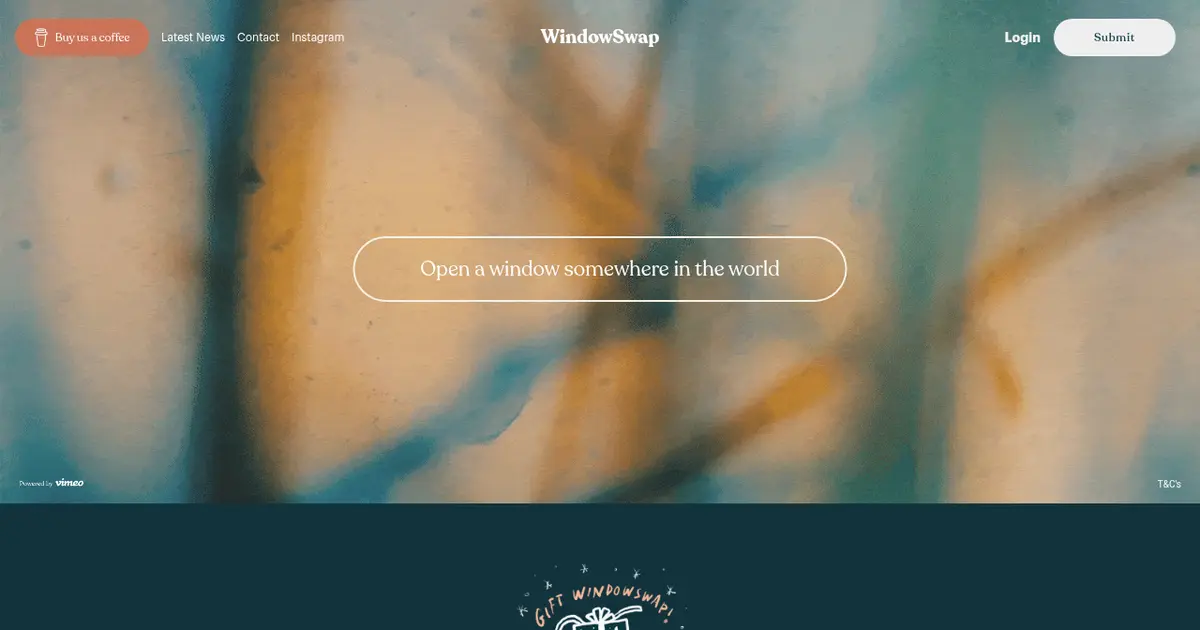 Buy us a coffee
Latest News
Contact
Instagram
WindowSwap
Login
Submit
Open a window somewhere in the world
Powered by vimeo
T&C's
GIFT WINDOWSWAP!